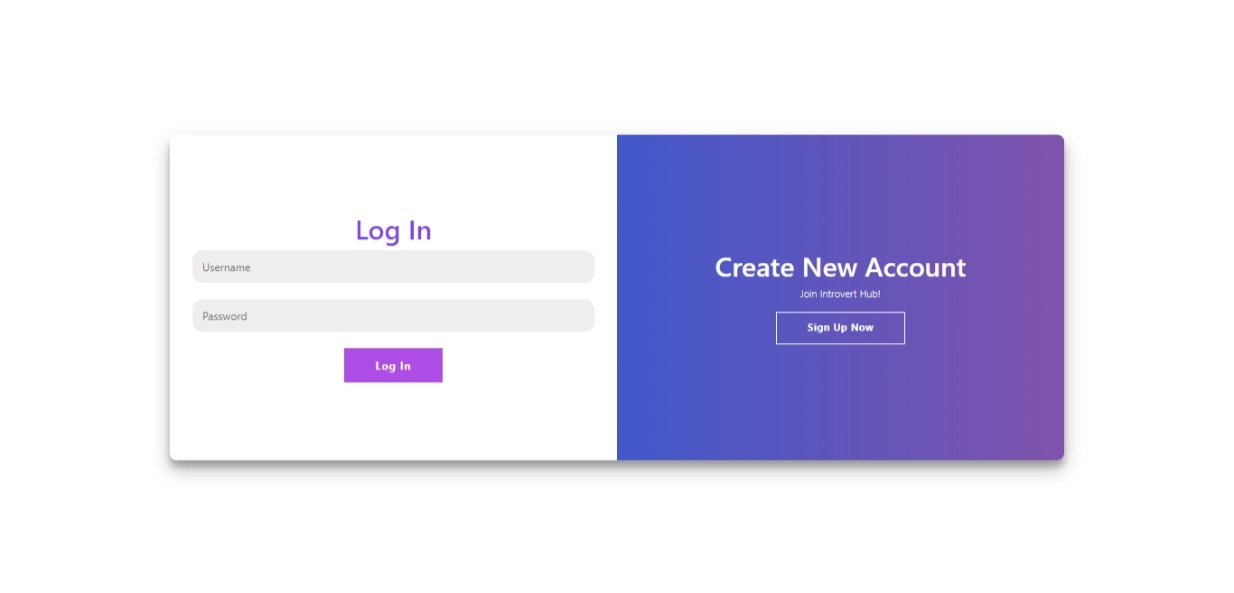 Log In
Username
Password
Log In
Create New Account
Join Introvert Hub!
Sign Up Now